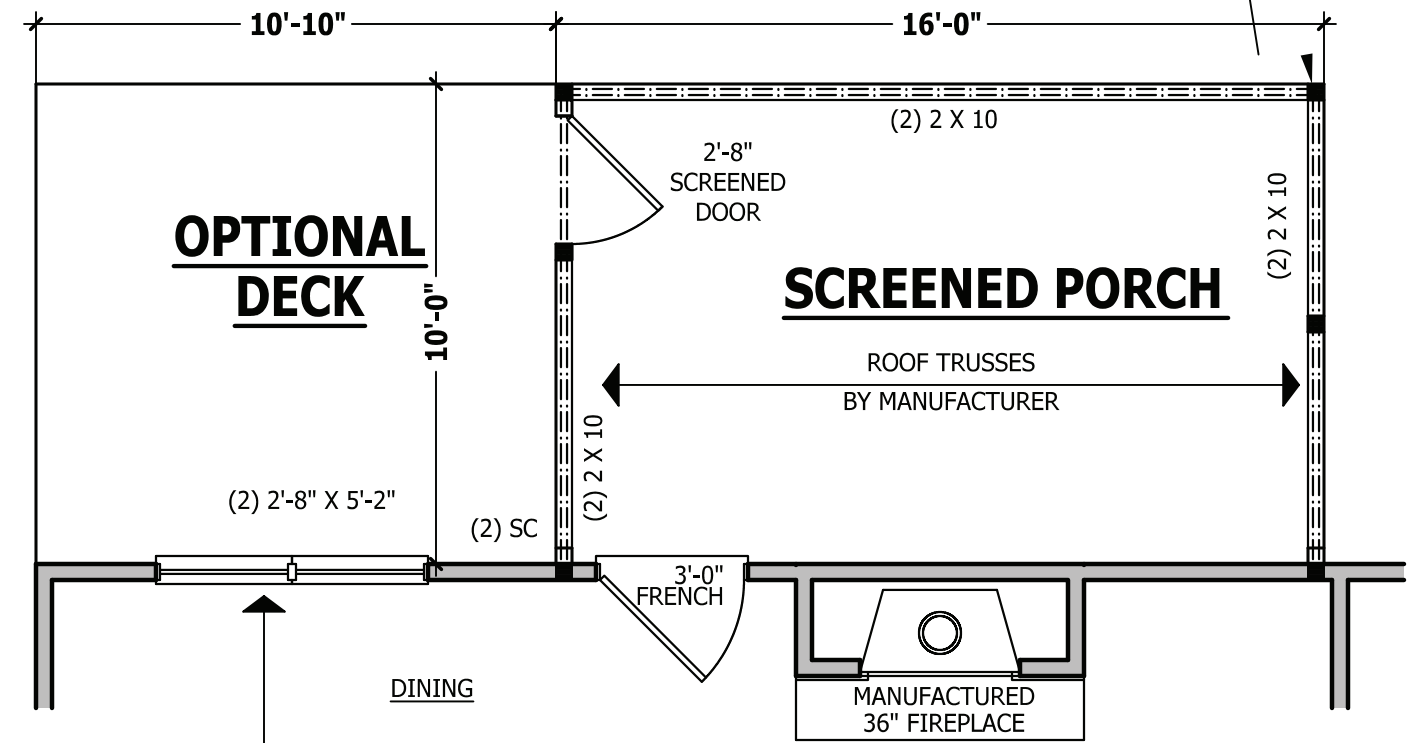 10'-10"
16'-0"
(2) 2 X 10
2'-8"
SCREENED
DOOR
(2) 2 X 10
OPTIONAL
DECK
10'-0"
SCREENED PORCH
ROOF TRUSSES
BY MANUFACTURER
(2) 2 X 10
(2) 2'-8" X 5'-2"
(2) SC
3'-0"
FRENCH
DINING
MANUFACTURED
36" FIREPLACE